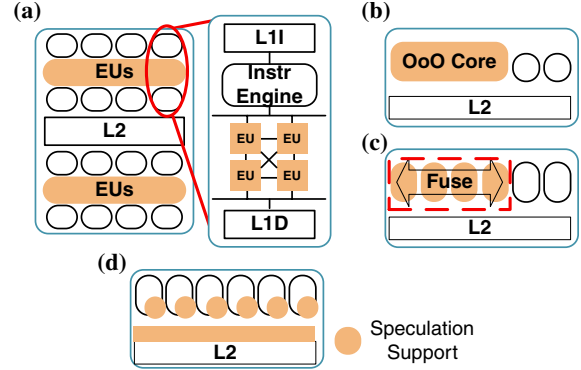 (a)
EUs
L2
EUs
L1I
Instr
Engine
EU
EU
EU
EU
L1D
(b)
OoO Core
L2
(c)
Fuse
L2
(d)
L2
Speculation
Support